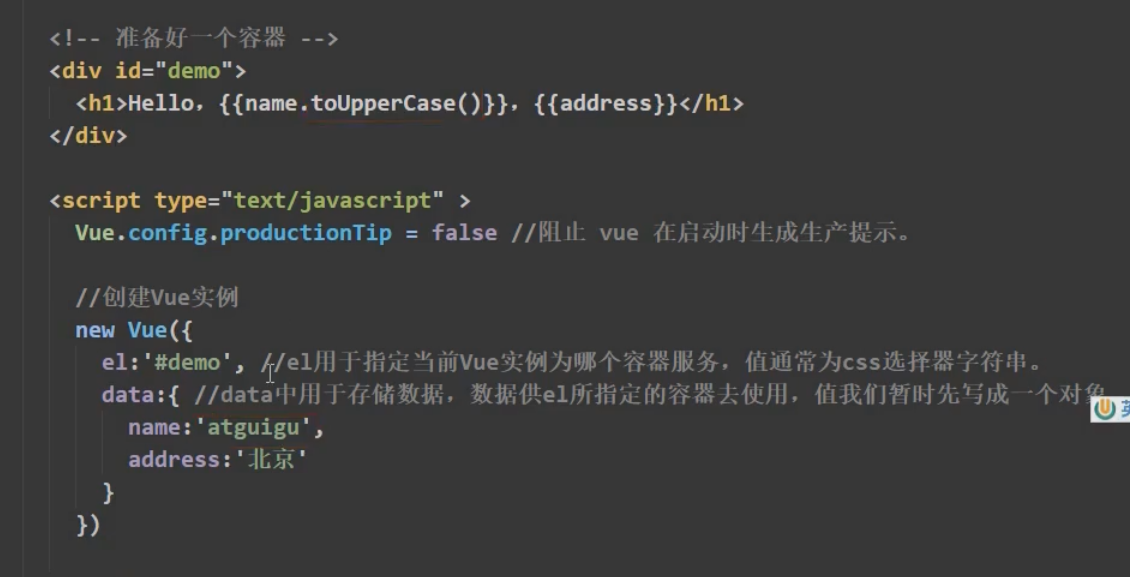 <!-- 准备好一个容器 -->
<div id="demo">
<h1>Hello，{{name.toUpperCase()}}，{{address}}</h1>
</div>
<script type="text/javascript" >
Vue.config.productionTip = false //阻止 vue 在启动时生成生产提示。
//创建Vue实例
new Vue({
el:'#demo', //el用于指定当前Vue实例为哪个容器服务，值通常为css选择器字符串。
data:{ //data中用于存储数据，数据供el所指定的容器去使用，值我们暂时先写成一个对象
name:'atguigu',
address:'北京'
}
})
英